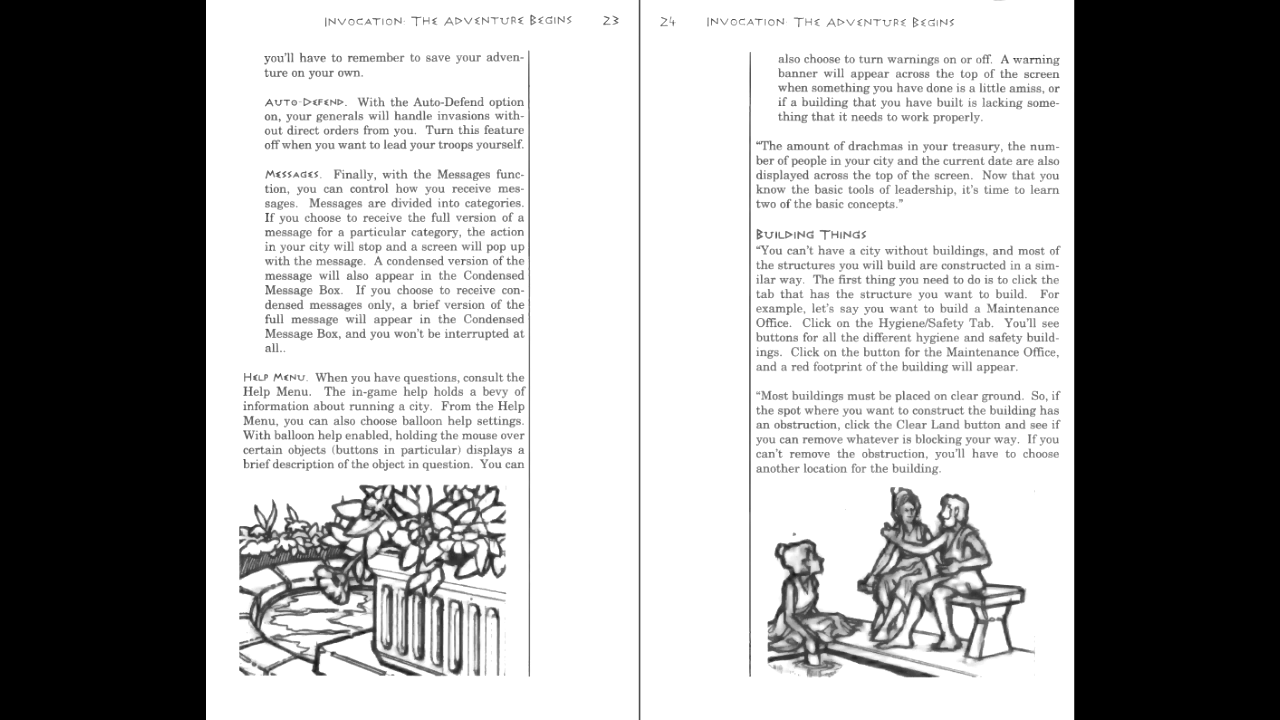 INVOCATION: THE ADVENTURE BEGINS 23
you'll have to remember to save your adven-
ture on your own.
AUTO-DEFEND. With the Auto-Defend option
on, your generals will handle invasions with-
out direct orders from you. Turn this feature
off when you want to lead your troops yourself.
MESSAGES. Finally, with the Messages func-
tion, you can control how you receive mes-
sages. Messages are divided into categories.
If you choose to receive the full version of a
message for a particular category, the action
in your city will stop and a screen will pop up
with the message. A condensed version of the
message will also appear in the Condensed
Message Box. If you choose to receive con-
densed messages only, a brief version of the
full message will appear in the Condensed
Message Box, and you won't be interrupted at
all..
HELP MENU. When you have questions, consult the
Help Menu. The in-game help holds a bevy of
information about running a city. From the Help
Menu, you can also choose balloon help settings.
With balloon help enabled, holding the mouse over
certain objects (buttons in particular) displays a
brief description of the object in question. You can
24 INVOCATION: THE ADVENTURE BEGINS
also choose to turn warnings on or off. A warning
banner will appear across the top of the screen
when something you have done is a little amiss, or
if a building that you have built is lacking some-
thing that it needs to work properly.
"The amount of drachmas in your treasury, the num-
ber of people in your city and the current date are also
displayed across the top of the screen. Now that you
know the basic tools of leadership, it's time to learn
two of the basic concepts."
BUILDING THINGS
"You can't have a city without buildings, and most of
the structures you will build are constructed in a sim-
ilar way. The first thing you need to do is to click the
tab that has the structure you want to build. For
example, let's say you want to build a Maintenance
Office. Click on the Hygiene/Safety Tab. You'll see
buttons for all the different hygiene and safety build-
ings. Click on the button for the Maintenance Office,
and a red footprint of the building will appear.
"Most buildings must be placed on clear ground. So, if
the spot where you want to construct the building has
an obstruction, click the Clear Land button and see if
you can remove whatever is blocking your way. If you
can't remove the obstruction, you'll have to choose
another location for the building.